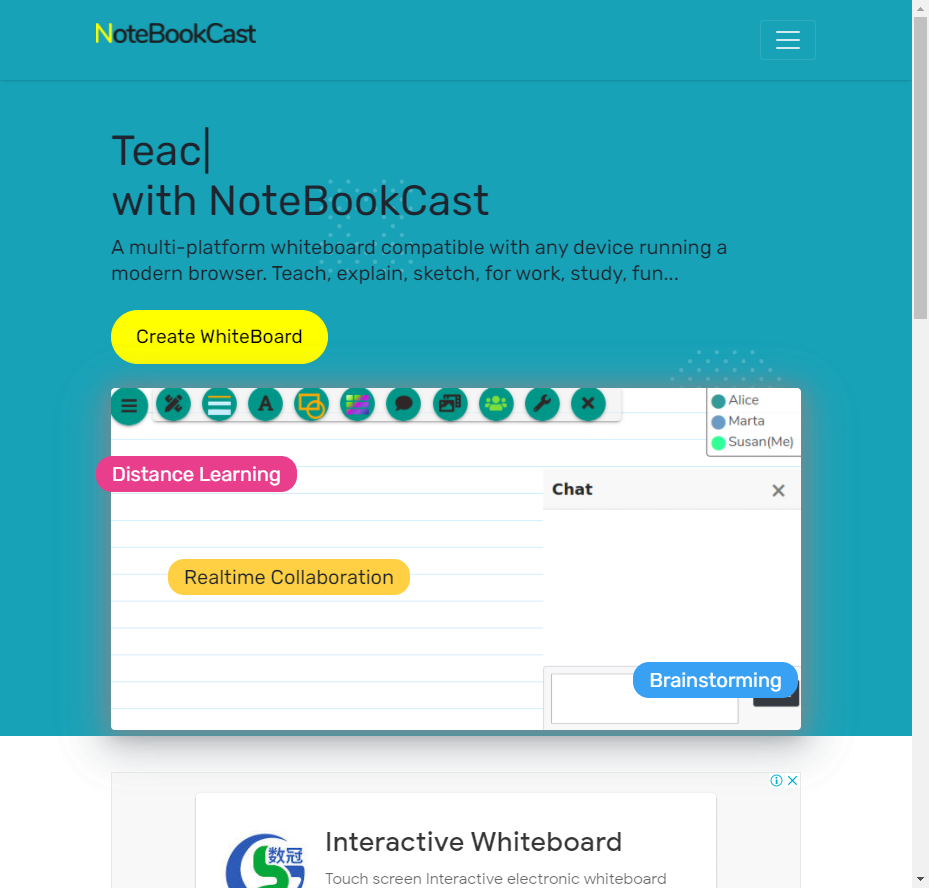 NoteBookCast
Teac
with NoteBookCast
A multi-platform whiteboard compatible with any device running a
modern browser. Teach, explain, sketch, for work, study, fun...
Create WhiteBoard
A
Alice
Marta
Susan(Me)
Distance Learning
Chat
Realtime Collaboration
Brainstorming
数冠
Interactive Whiteboard
Touch screen Interactive electronic whiteboard